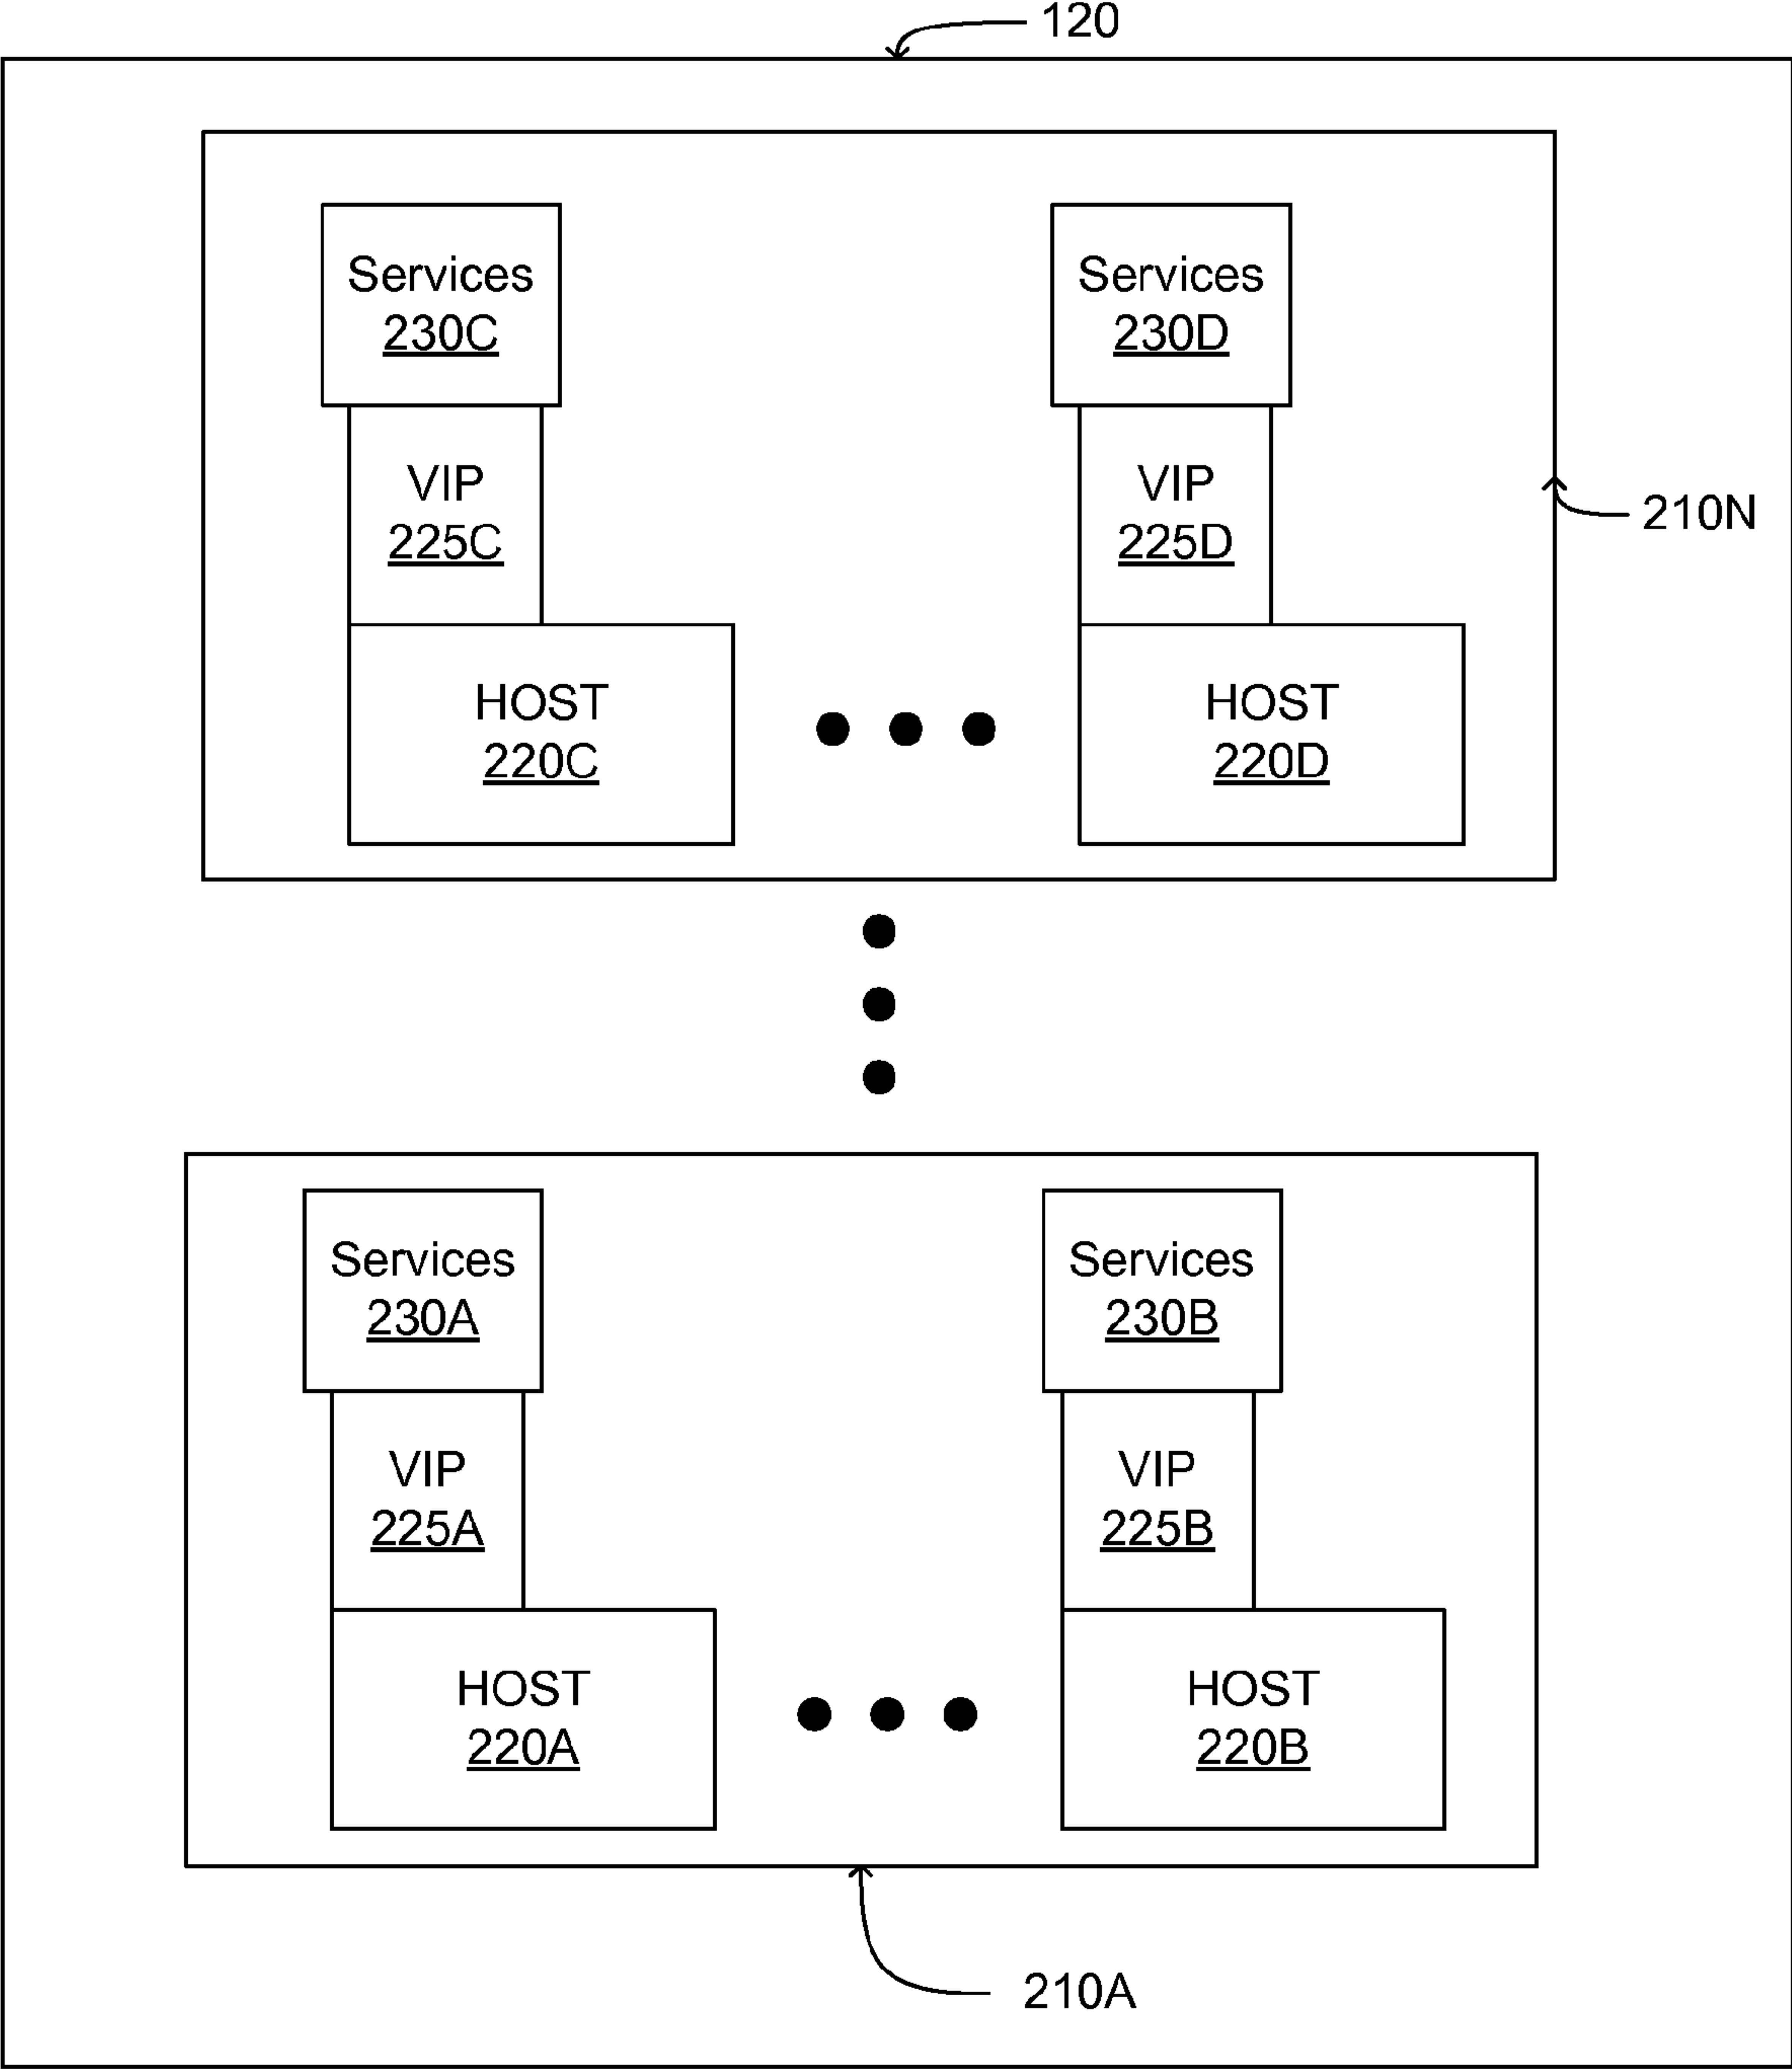 120
Services
230C
Services
230D
VIP
225C
VIP
225D
210N
HOST
220C
HOST
220D
Services
230A
Services
230B
VIP
225A
VIP
225B
HOST
220A
HOST
220B
210A